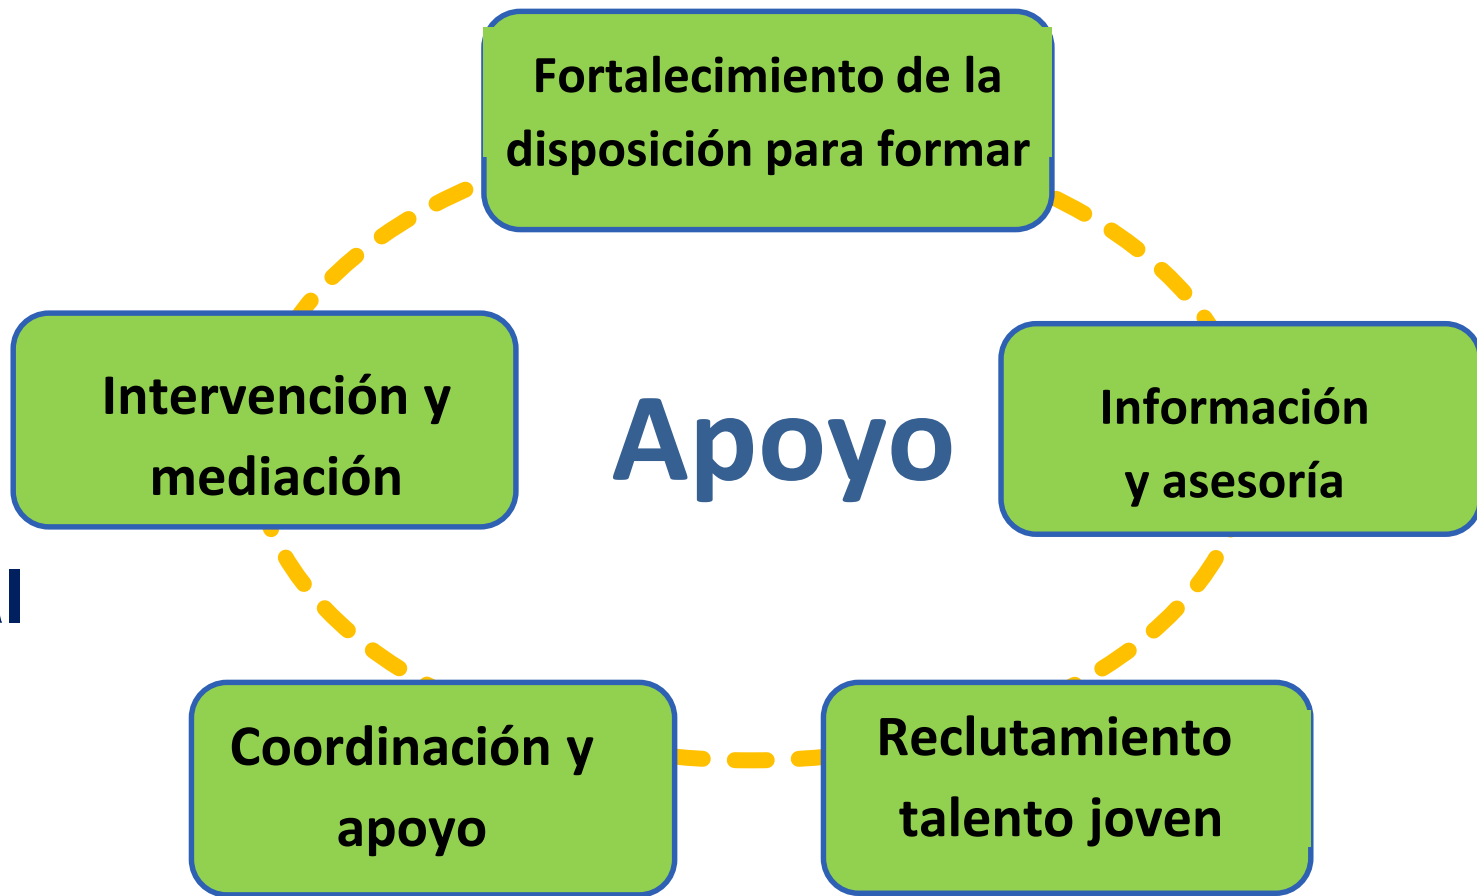 Fortalecimiento de la
disposición para formar
Intervención y
mediación
Apoyo
Información
y asesoría
Coordinación y
apoyo
Reclutamiento
talento joven